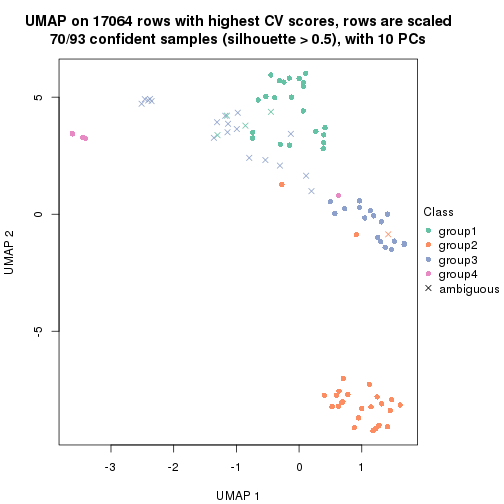 UMAP on 17064 rows with highest CV scores, rows are scaled
70/93 confident samples (silhouette > 0.5), with 10 PCs
5
0
-5
UMAP 2
-3
-2
-1
0
1
UMAP 1
Class
group1
group2
group3
group4
ambiguous